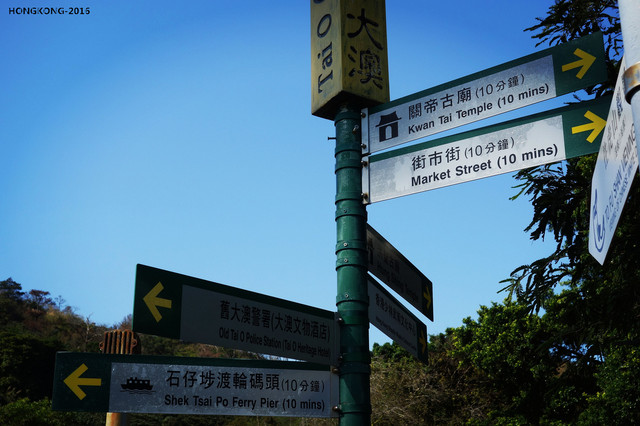 HONGKONG-2016
Tai O
大澳
關帝古廟(10分鐘)
Kwan Tai Temple (10 mins)
街市街(10分鐘)
Market Street (10 mins)
舊大澳警署(大澳文物酒店)
Old Tai O Police Station (Tai O Heritage Hotel)
石仔埗渡輪碼頭(10分鐘)
Shek Tsai Po Ferry Pier (10 mins)